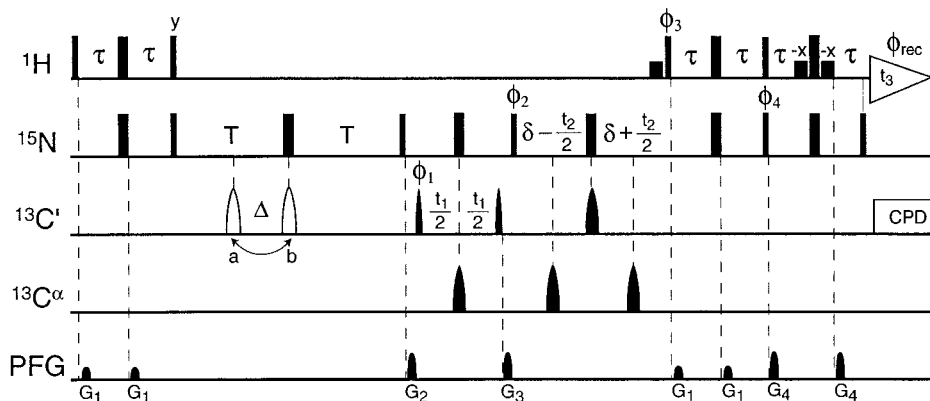 y ϕ3 ϕrec
¹H τ τ τ τ τ -x -x τ t3
ϕ2 ϕ4
¹⁵N T T δ − t2/2 δ + t2/2
ϕ1
¹³C' Δ t1/2 t1/2 CPD
a b
¹³Cα
PFG
G1 G1 G2 G3 G1 G1 G4 G4